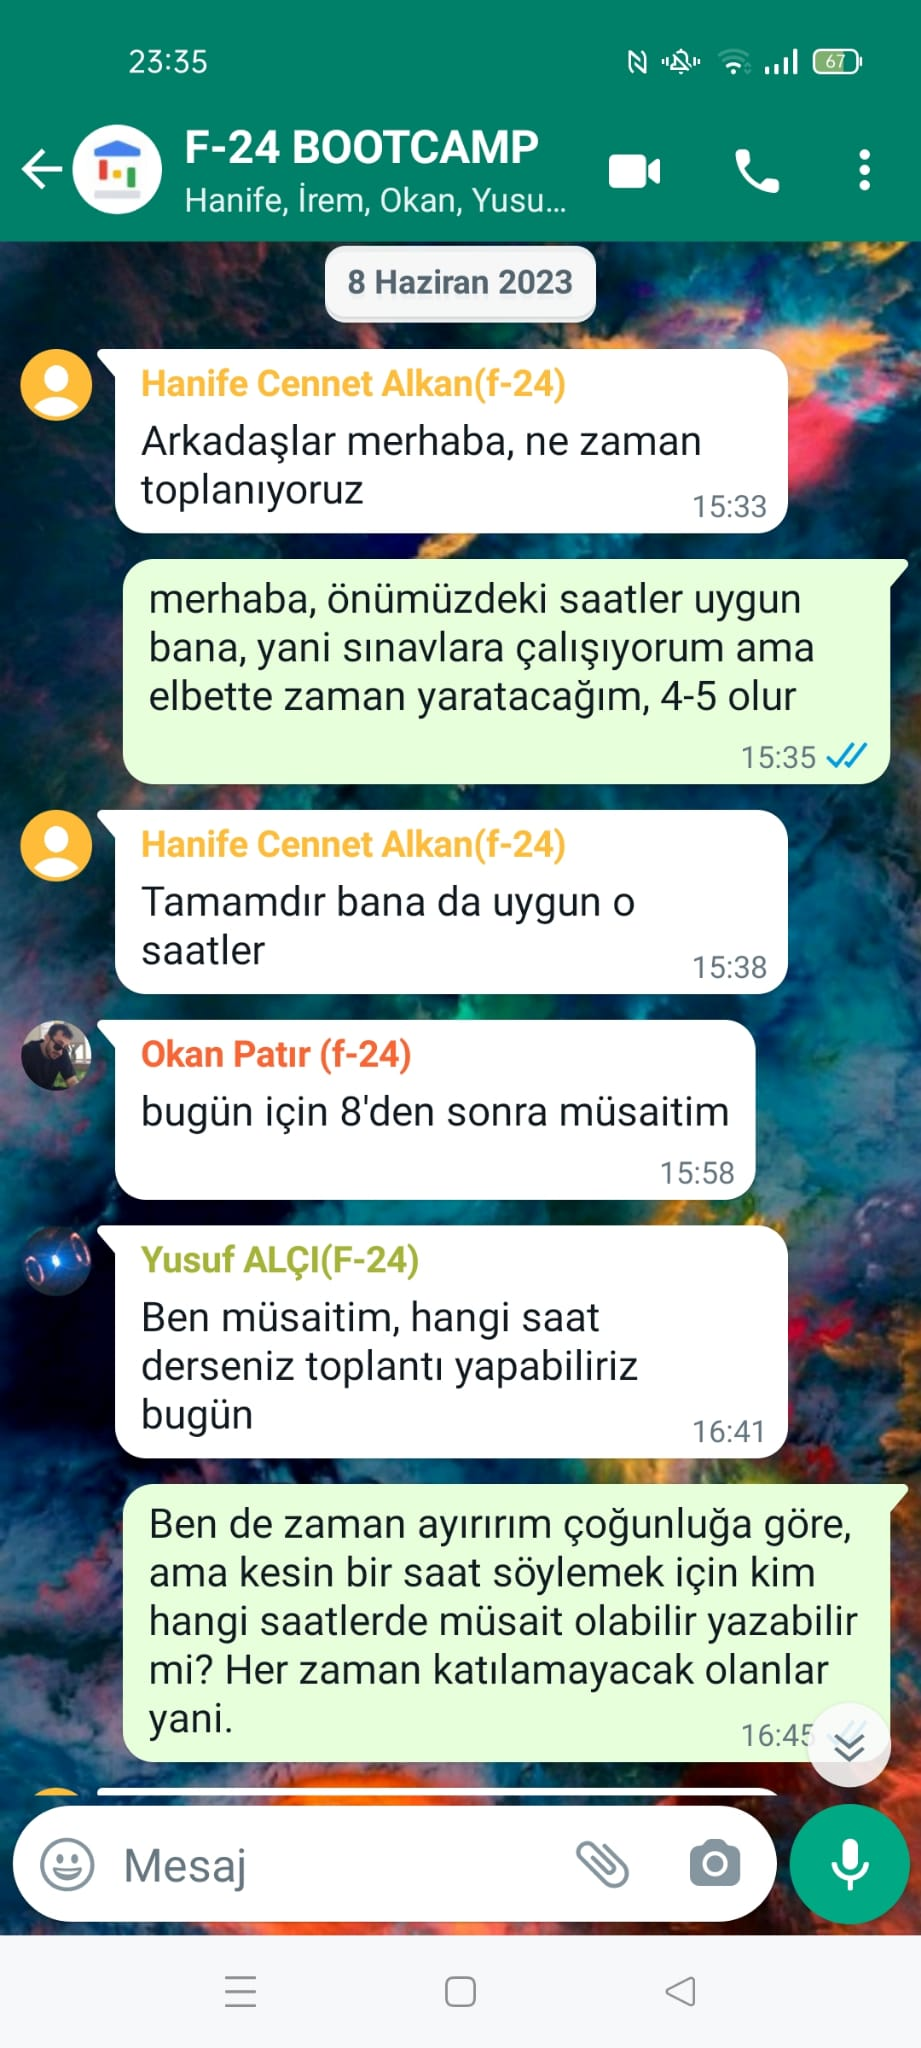 23:35
67
F-24 BOOTCAMP
Hanife, İrem, Okan, Yusu...
8 Haziran 2023
Hanife Cennet Alkan(f-24)
Arkadaşlar merhaba, ne zaman
toplanıyoruz
15:33
merhaba, önümüzdeki saatler uygun
bana, yani sınavlara çalışıyorum ama
elbette zaman yaratacağım, 4-5 olur
15:35
Hanife Cennet Alkan(f-24)
Tamamdır bana da uygun o
saatler
15:38
Okan Patır (f-24)
bugün için 8'den sonra müsaitim
15:58
Yusuf ALÇI(F-24)
Ben müsaitim, hangi saat
derseniz toplantı yapabiliriz
bugün
16:41
Ben de zaman ayırırım çoğunluğa göre,
ama kesin bir saat söylemek için kim
hangi saatlerde müsait olabilir yazabilir
mi? Her zaman katılamayacak olanlar
yani.
16:45
Mesaj